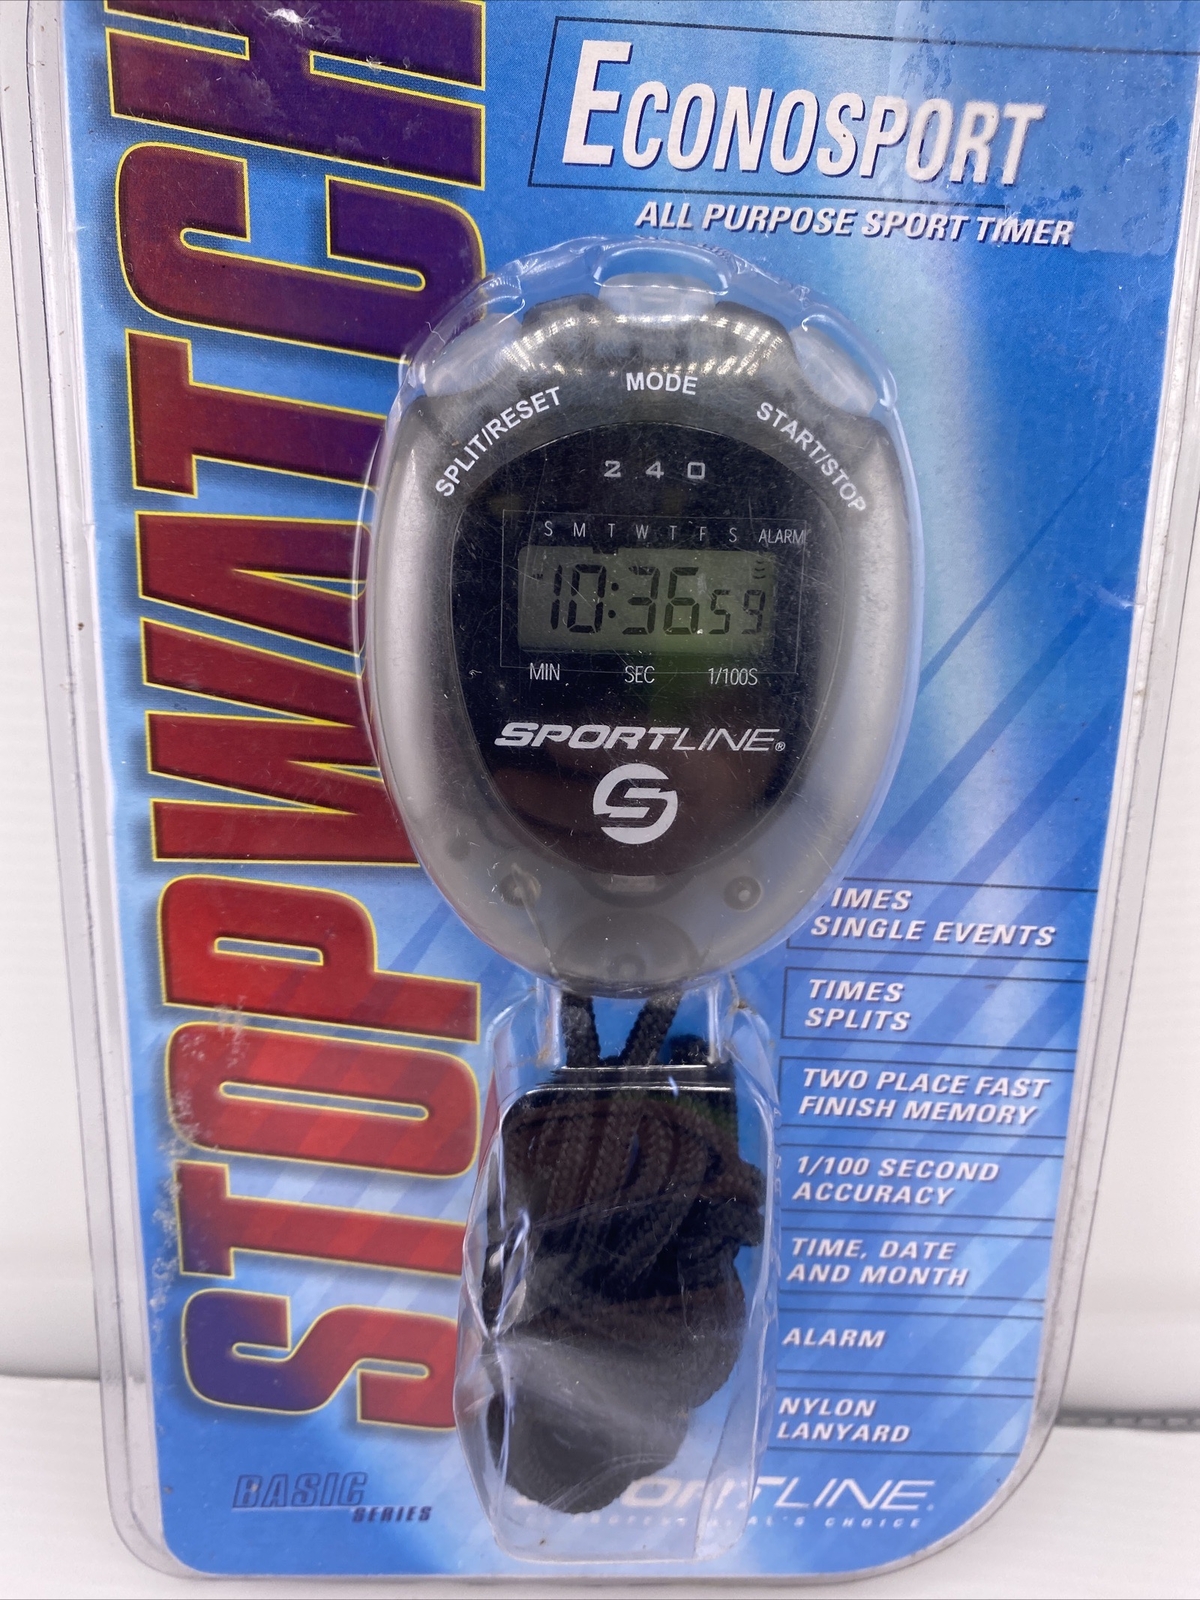 STOPWATCH
ECONOSPORT
ALL PURPOSE SPORT TIMER
SPLIT/RESET
MODE
START/STOP
240
S M T W T F S ALARM
10:36 59
MIN SEC 1/100S
SPORTLINE®
TIMES
SINGLE EVENTS
TIMES
SPLITS
TWO PLACE FAST
FINISH MEMORY
1/100 SECOND
ACCURACY
TIME, DATE
AND MONTH
ALARM
NYLON
LANYARD
BASIC
SERIES
SPORTLINE
CHOICE